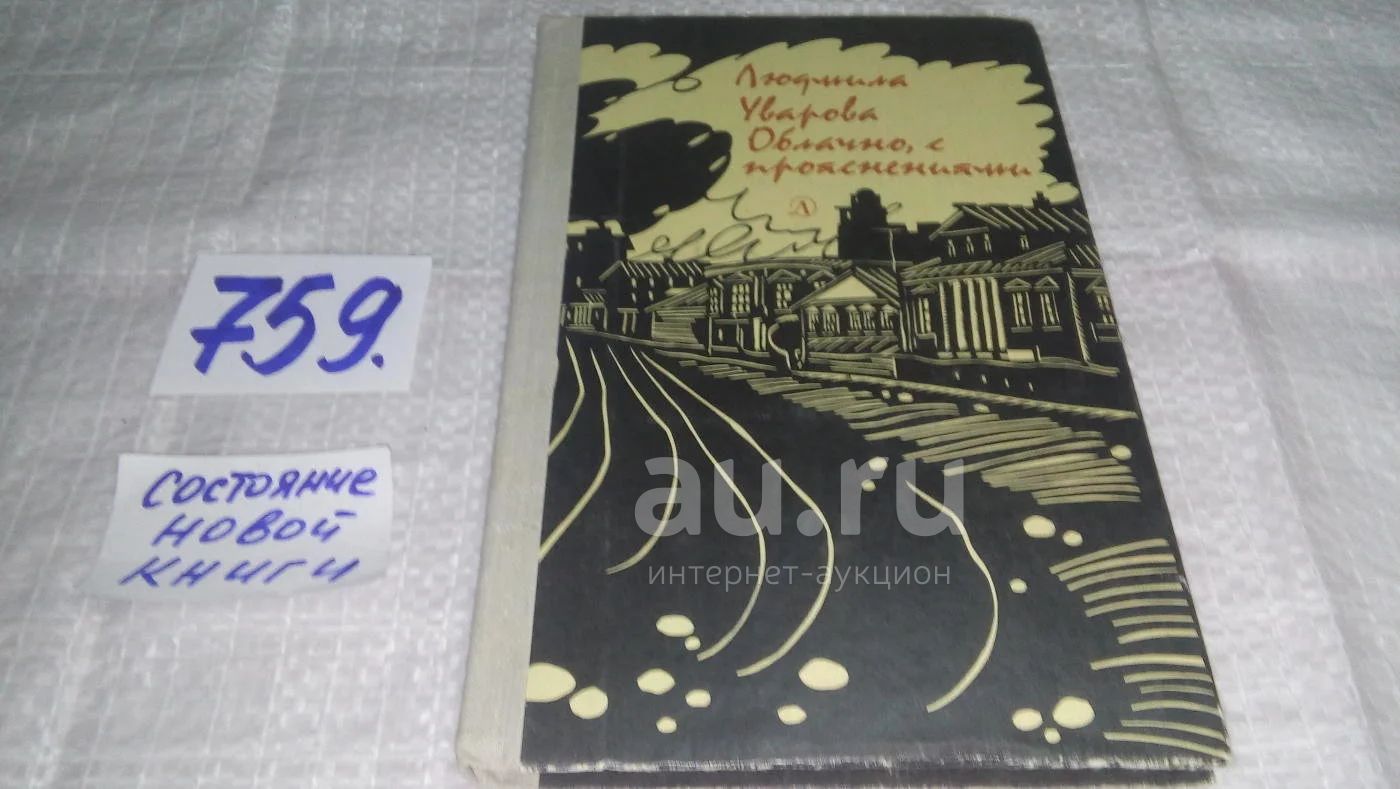 Людмила
Уварова
Облачно, с
прояснениями
Л
759.
состояние
новой
книги
au.ru
интернет-аукцион